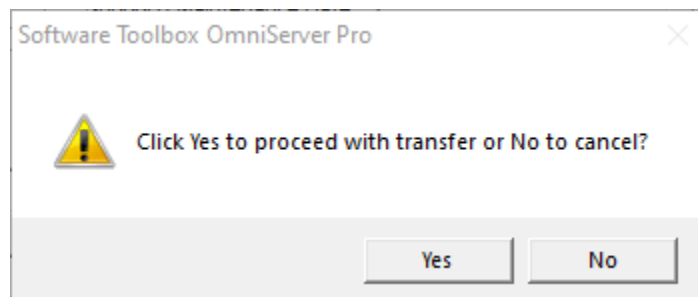 Software Toolbox OmniServer Pro
Click Yes to proceed with transfer or No to cancel?
Yes
No